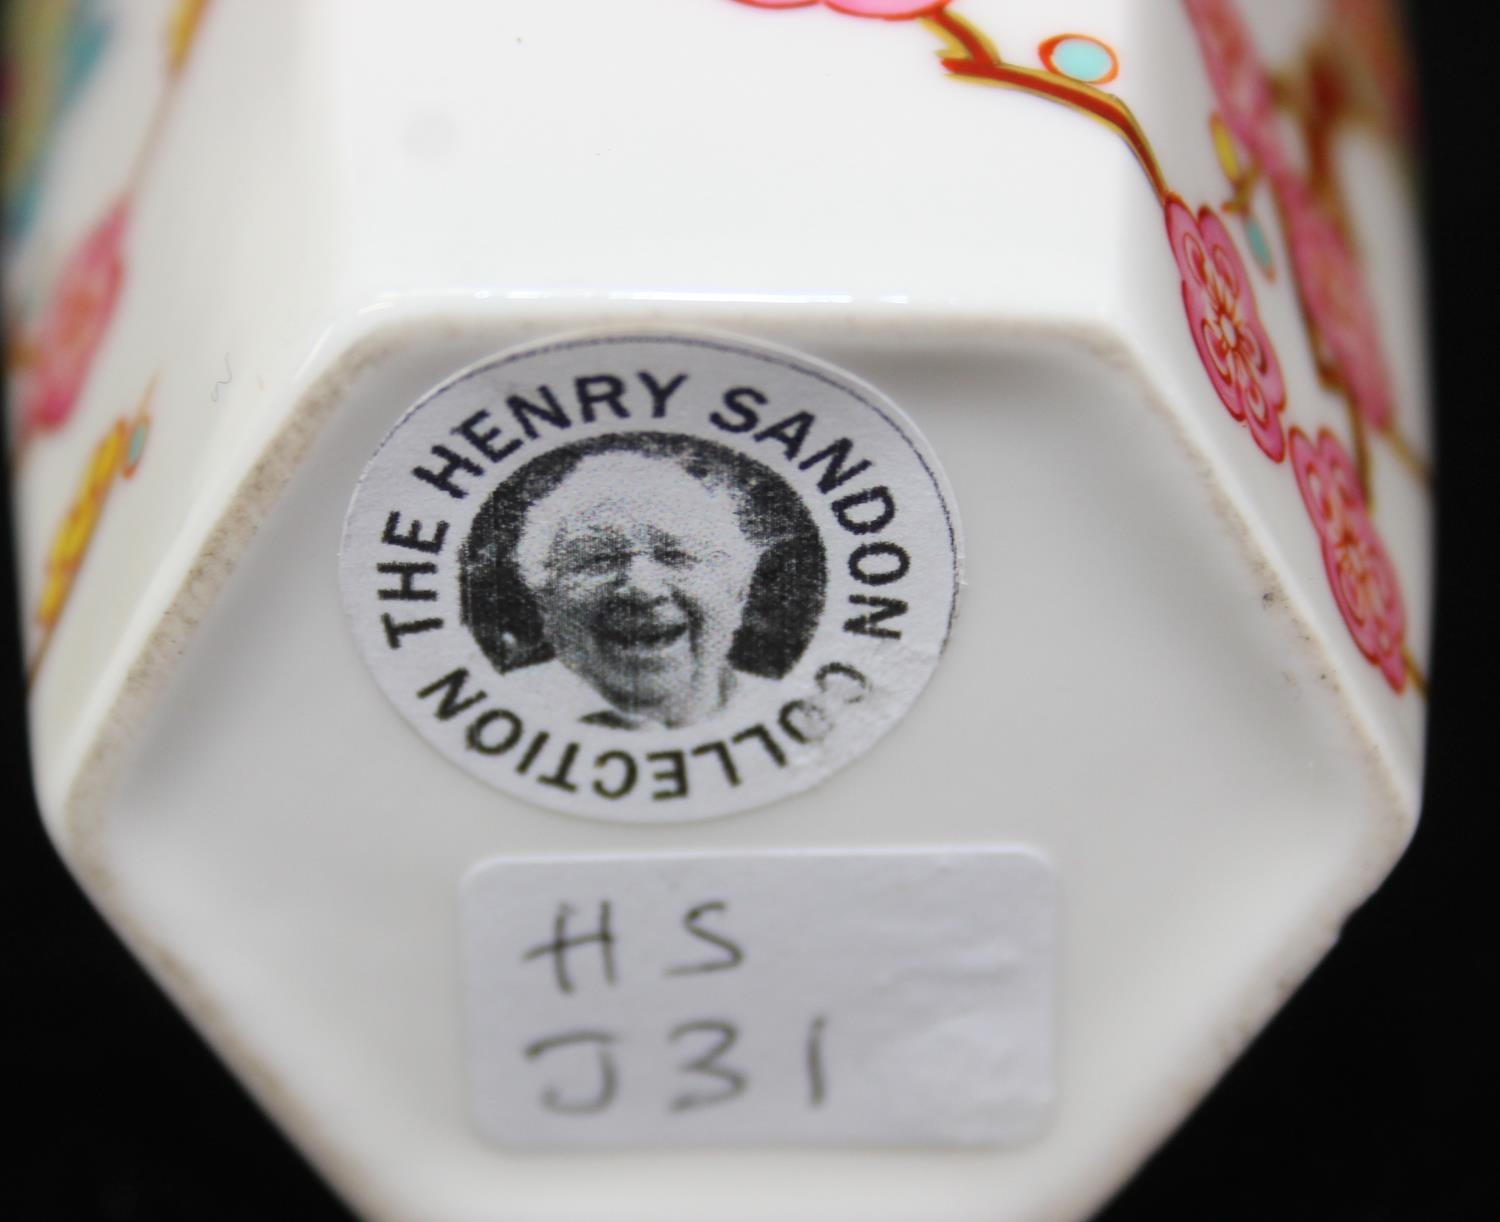 THE HENRY SANDON COLLECTION
HS
J31